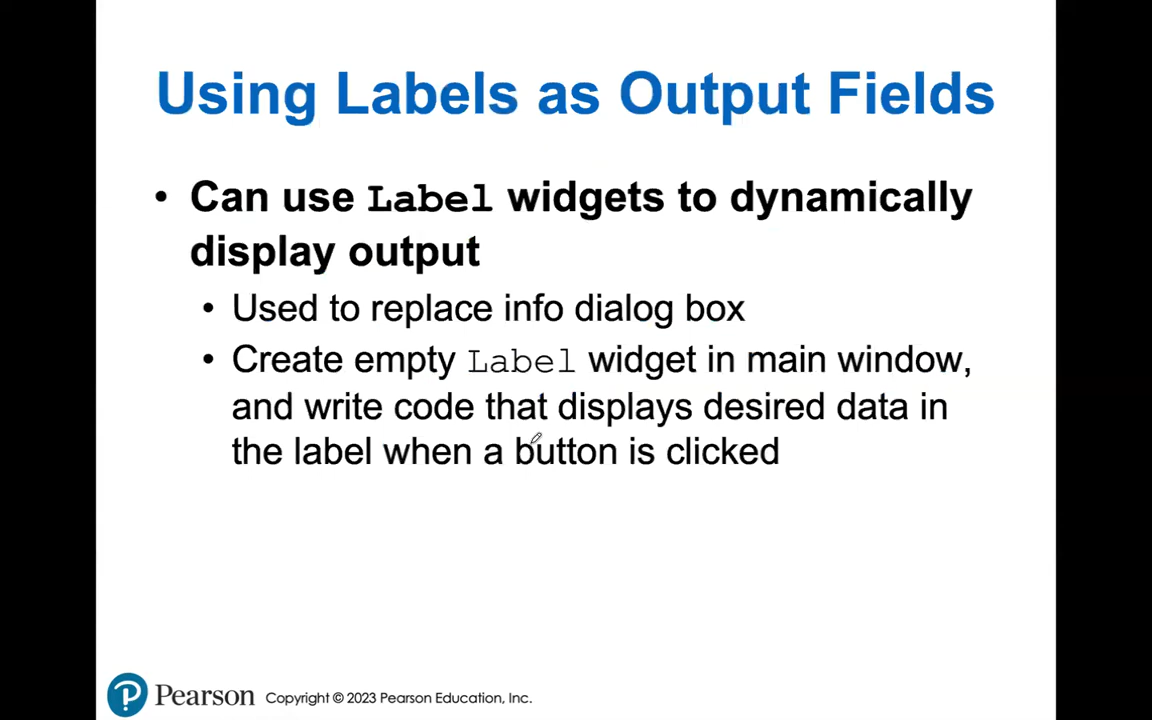 Using Labels as Output Fields
• Can use Label widgets to dynamically
display output
• Used to replace info dialog box
• Create empty Label widget in main window,
and write code that displays desired data in
the label when a button is clicked
Pearson Copyright © 2023 Pearson Education, Inc.